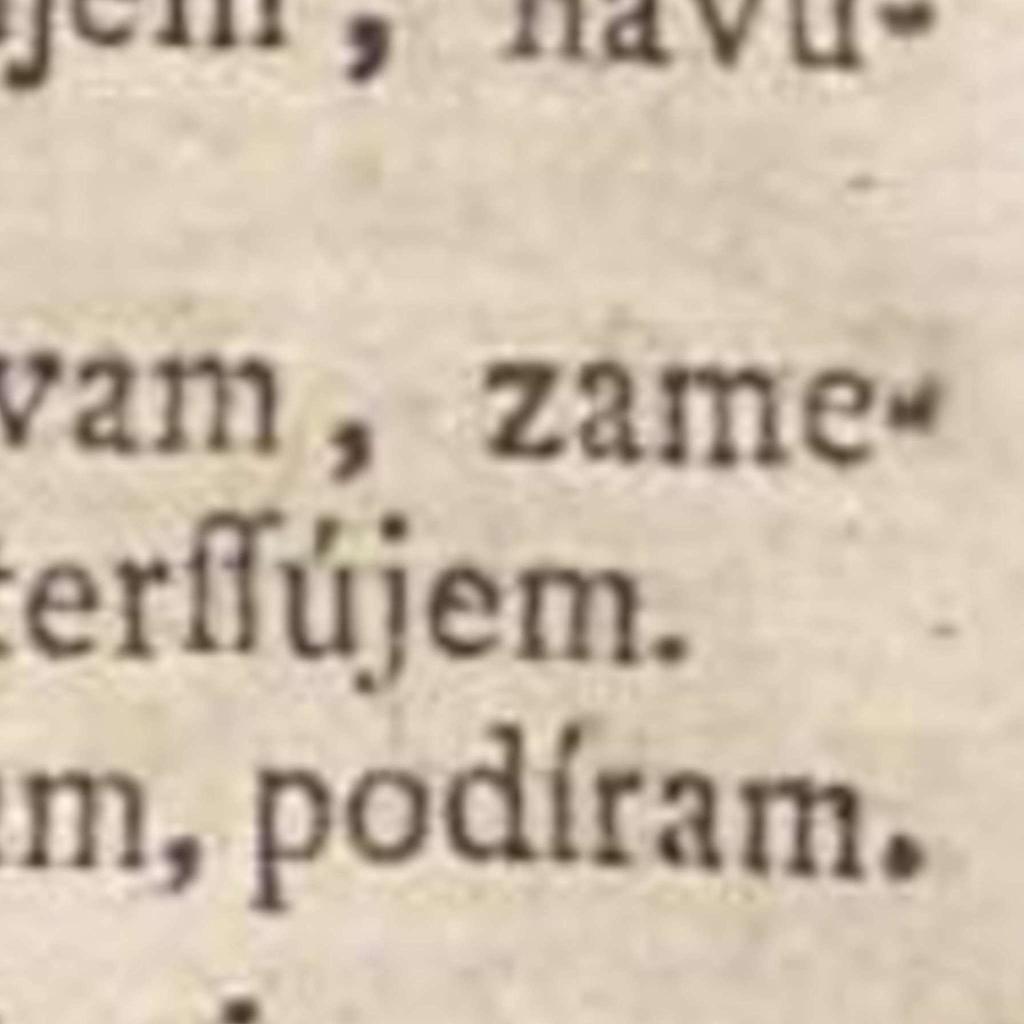 jem, navu-
vam, zame-
terſſújem.
m, podíram.